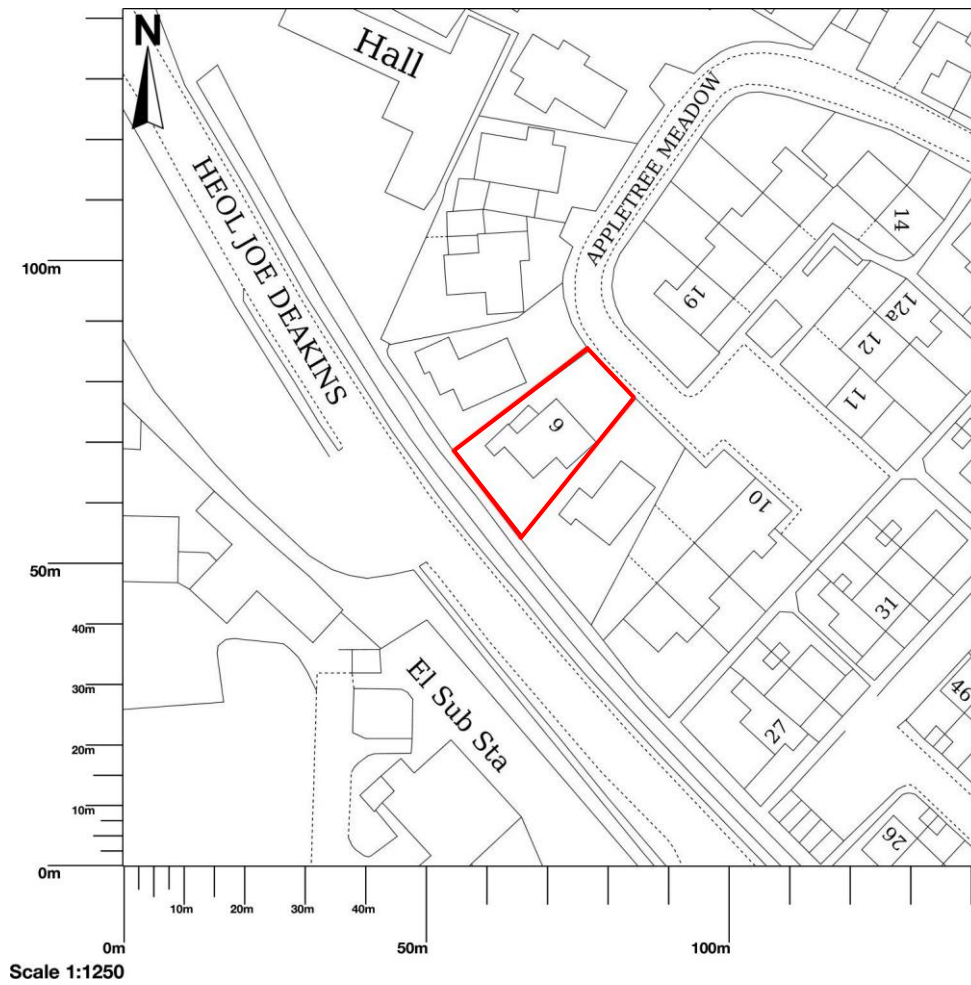 N
Hall
APPLETREE MEADOW
HEOL JOE DEAKINS
14
19
12a
12
11
9
10
31
27
46
26
El Sub Sta
100m
50m
40m
30m
20m
10m
0m
0m
10m
20m
30m
40m
50m
100m
Scale 1:1250